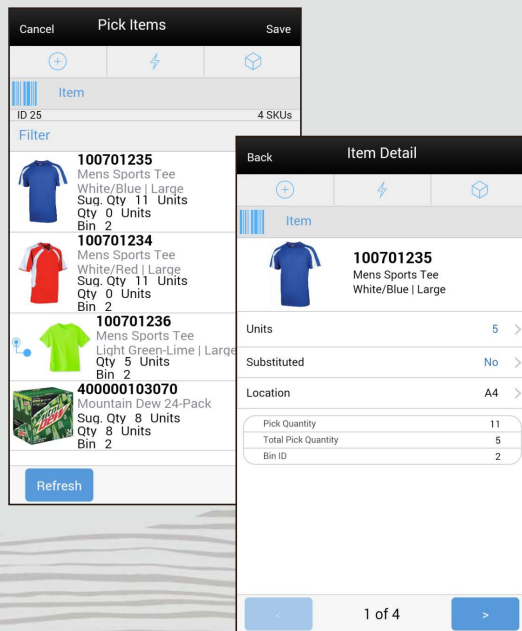 Cancel Pick Items Save
Item
ID 25 4 SKUs
Filter
100701235
Mens Sports Tee
White/Blue | Large
Sug. Qty 11 Units
Qty 0 Units
Bin 2
100701234
Mens Sports Tee
White/Red | Large
Sug. Qty 11 Units
Qty 0 Units
Bin 2
100701236
Mens Sports Tee
Light Green-Lime | Large
Qty 5 Units
Bin 2
400000103070
Mountain Dew 24-Pack
Sug. Qty 8 Units
Qty 8 Units
Bin 2
Refresh
Back Item Detail
Item
100701235
Mens Sports Tee
White/Blue | Large
Units 5 >
Substituted No >
Location A4 >
Pick Quantity 11
Total Pick Quantity 5
Bin ID 2
< 1 of 4 >